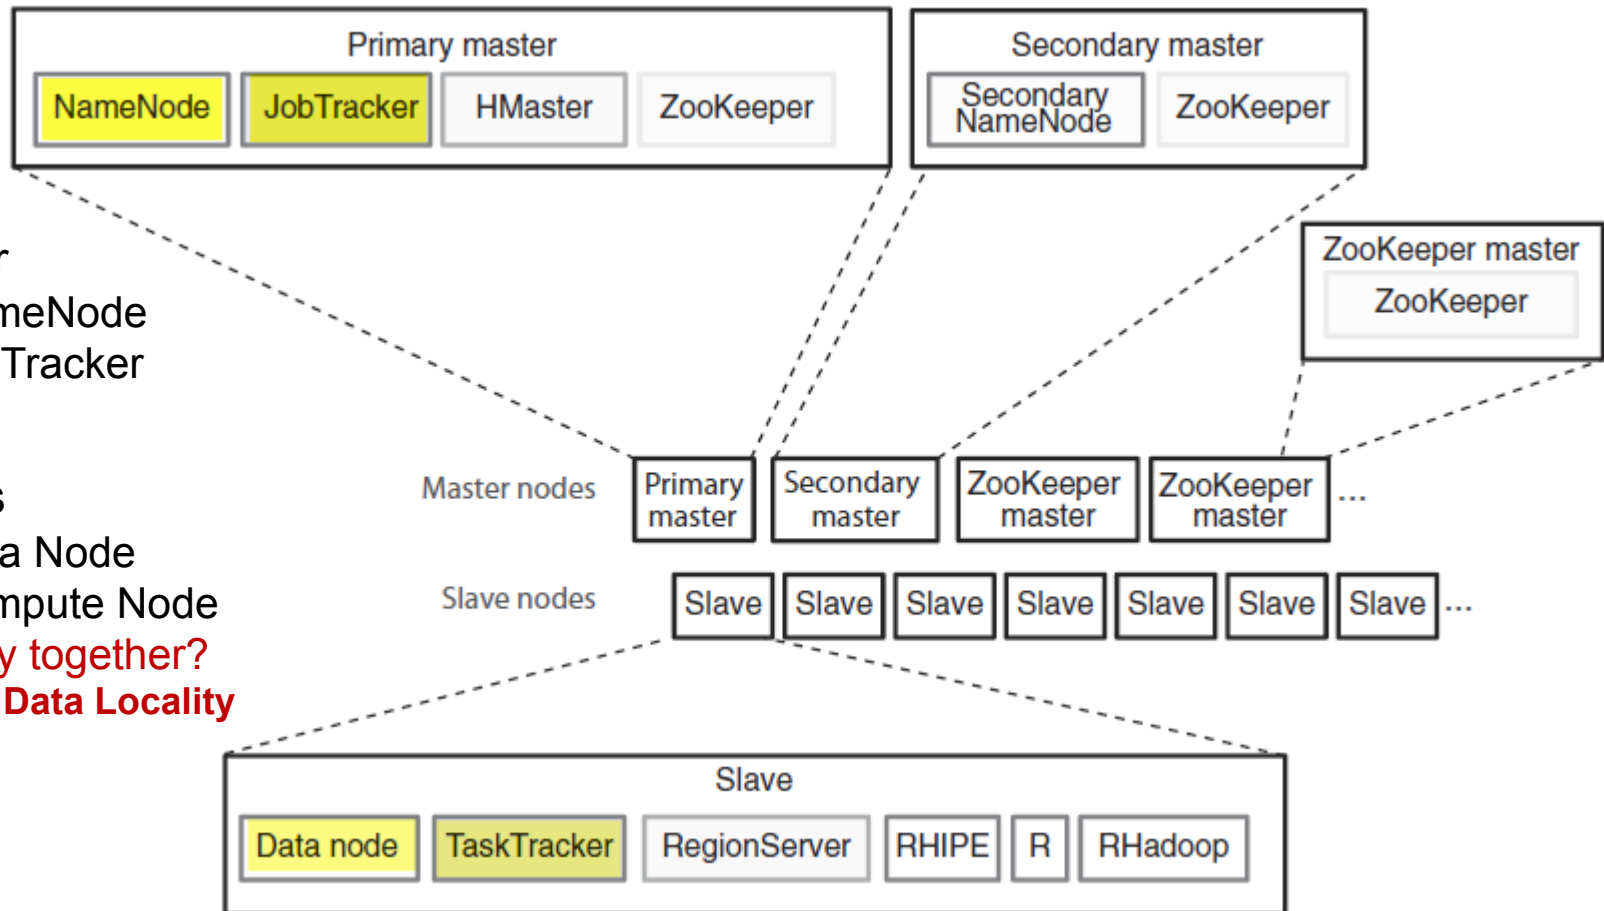 Primary master
NameNode
JobTracker
HMaster
ZooKeeper
Secondary master
Secondary
NameNode
ZooKeeper
ZooKeeper master
ZooKeeper
r
meNode
Tracker
s
a Node
mpute Node
y together?
Data Locality
Master nodes
Primary
master
Secondary
master
ZooKeeper
master
ZooKeeper
master
...
Slave nodes
Slave
Slave
Slave
Slave
Slave
Slave
Slave
...
Slave
Data node
TaskTracker
RegionServer
RHIPE
R
RHadoop